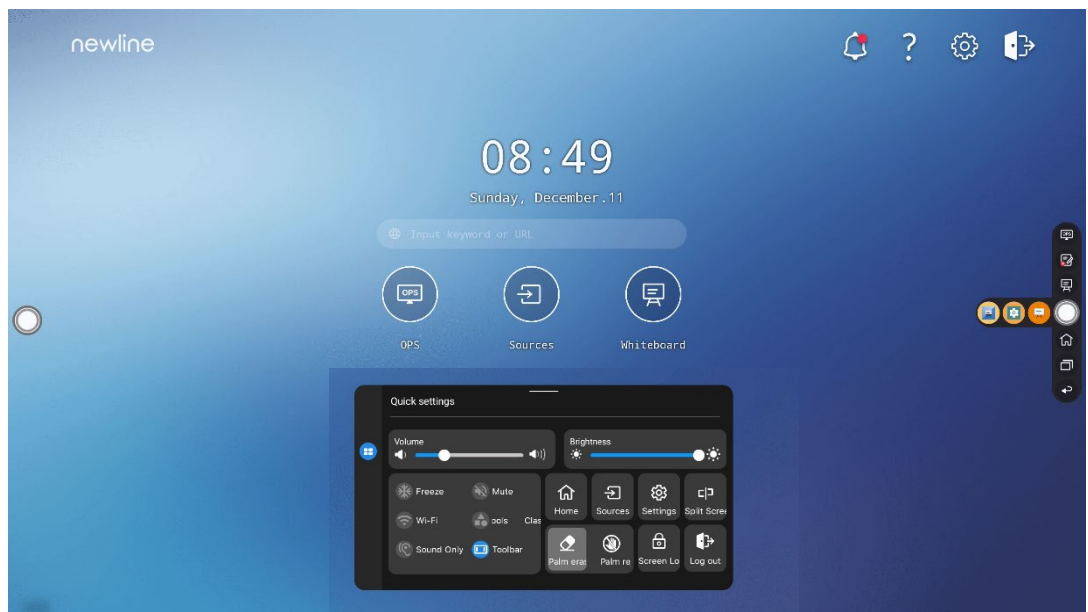 newline
?
08:49
Sunday, December.11
Input keyword or URL
OPS
OPS Sources Whiteboard
OPS
Quick settings
Volume Brightness
Freeze Mute
Home Sources Settings Split Scree
Wi-Fi ools Clas
Sound Only Toolbar
Palm eras Palm re Screen Lo Log out